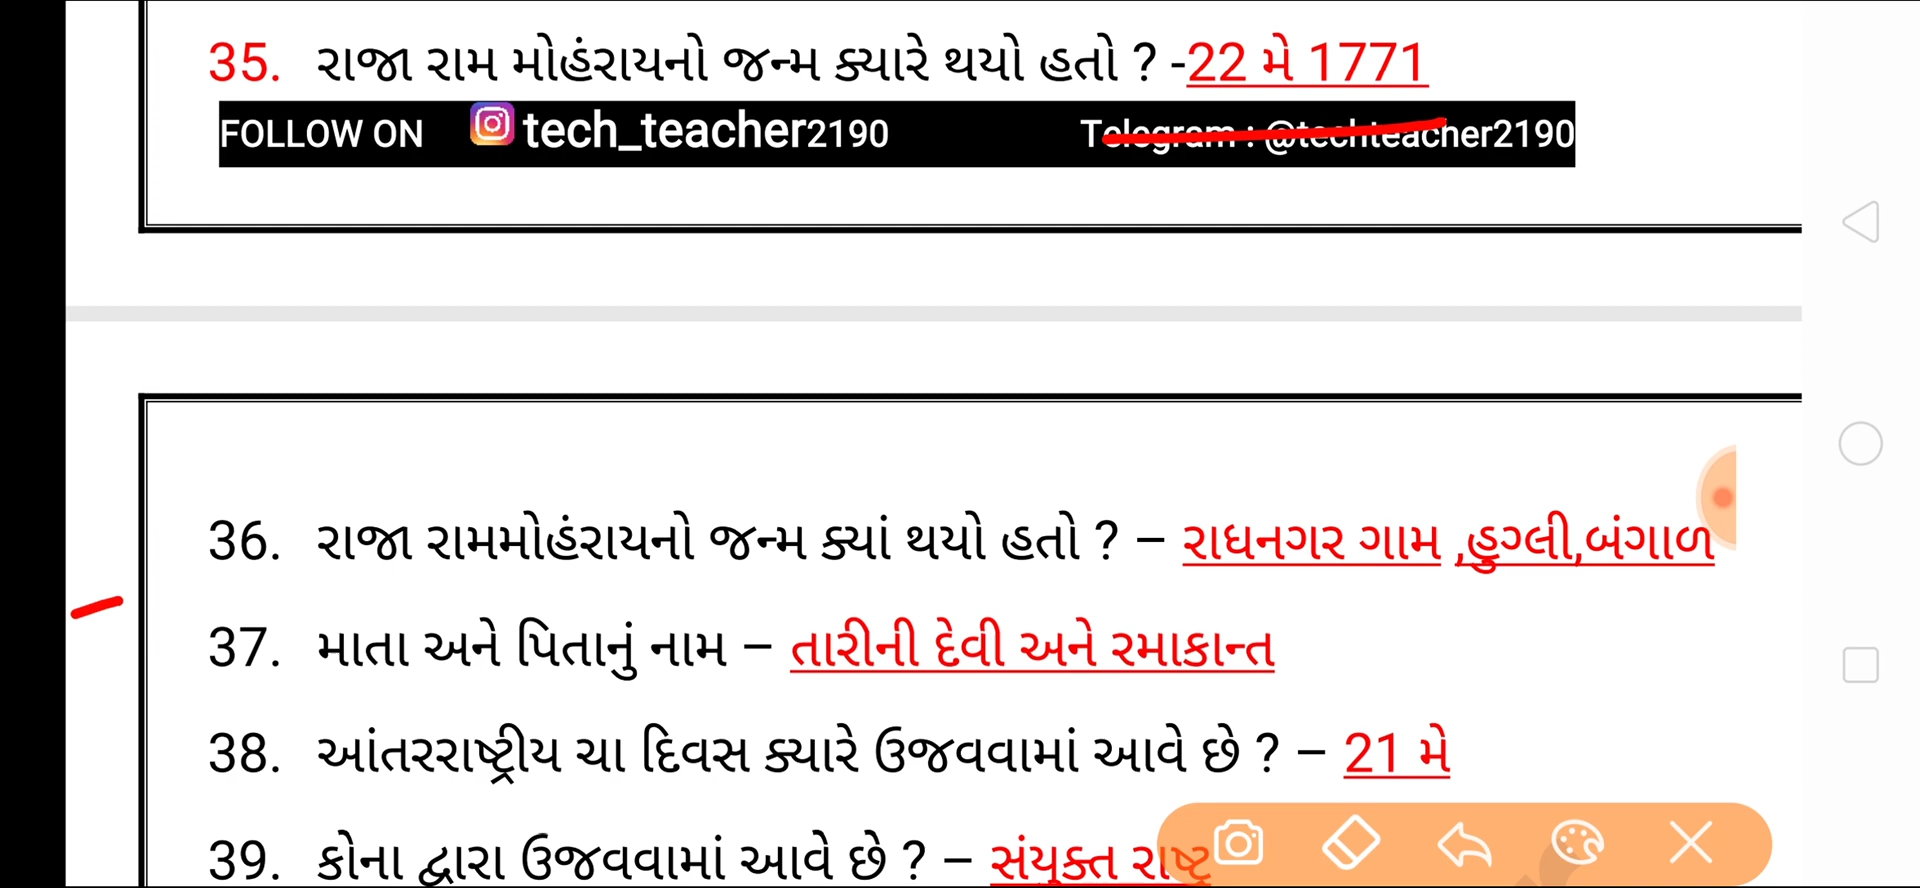 35. રાજા રામ મોહંરાયનો જન્મ ક્યારે થયો હતો ? -22 મે 1771
FOLLOW ON tech_teacher2190 Telegram : @techteacher2190
36. રાજા રામમોહંરાયનો જન્મ ક્યાં થયો હતો ? – રાધનગર ગામ ,હુગ્લી,બંગાળ
37. માતા અને પિતાનું નામ – તારીની દેવી અને રમાકાન્ત
38. આંતરરાષ્ટ્રીય ચા દિવસ ક્યારે ઉજવવામાં આવે છે ? – 21 મે
39. કોના દ્વારા ઉજવવામાં આવે છે ? – સંયુક્ત રાષ્ટ્ર